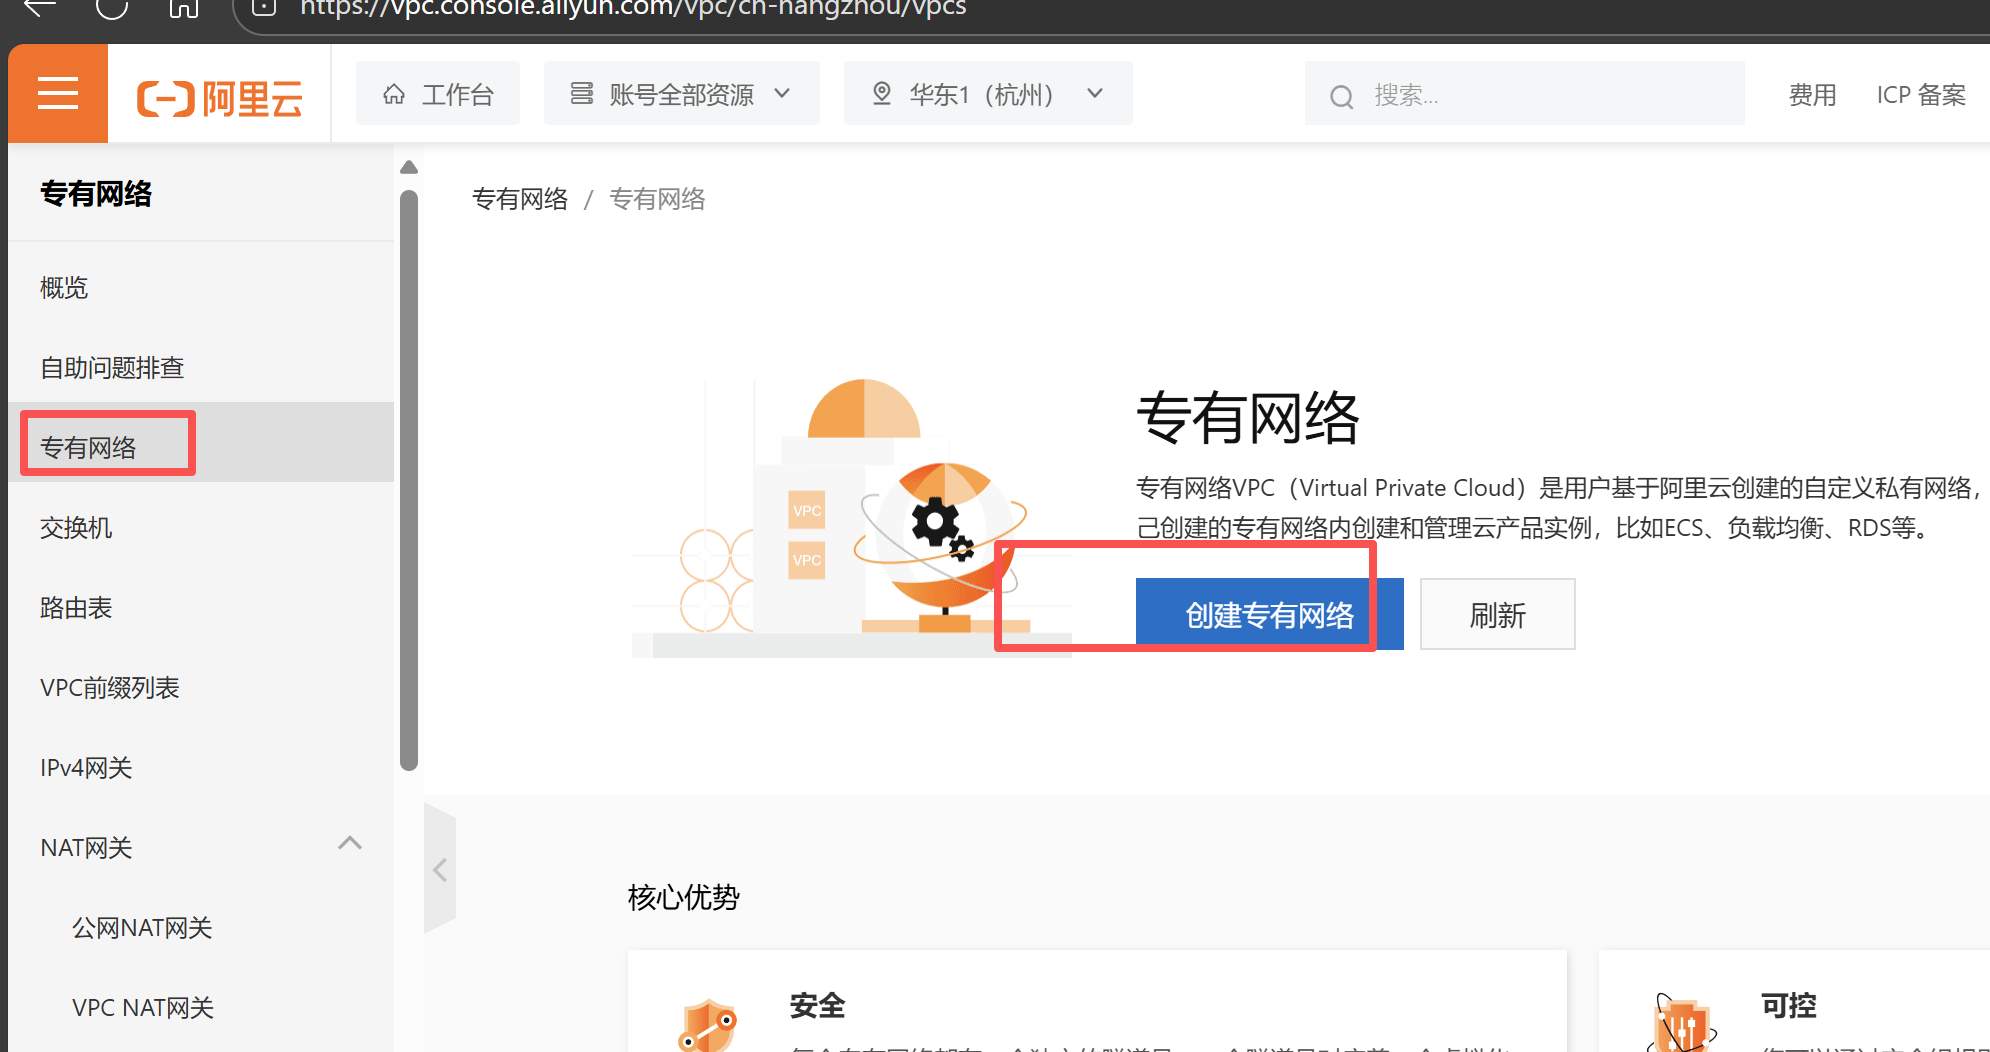 https://vpc.console.aliyun.com/vpc/cn-hangzhou/vpcs
阿里云
工作台
账号全部资源
华东1（杭州）
搜索...
费用
ICP 备案
专有网络
概览
自助问题排查
专有网络
交换机
路由表
VPC前缀列表
IPv4网关
NAT网关
公网NAT网关
VPC NAT网关
专有网络 / 专有网络
VPC
VPC
专有网络
专有网络VPC（Virtual Private Cloud）是用户基于阿里云创建的自定义私有网络，
己创建的专有网络内创建和管理云产品实例，比如ECS、负载均衡、RDS等。
创建专有网络
刷新
核心优势
安全
可控